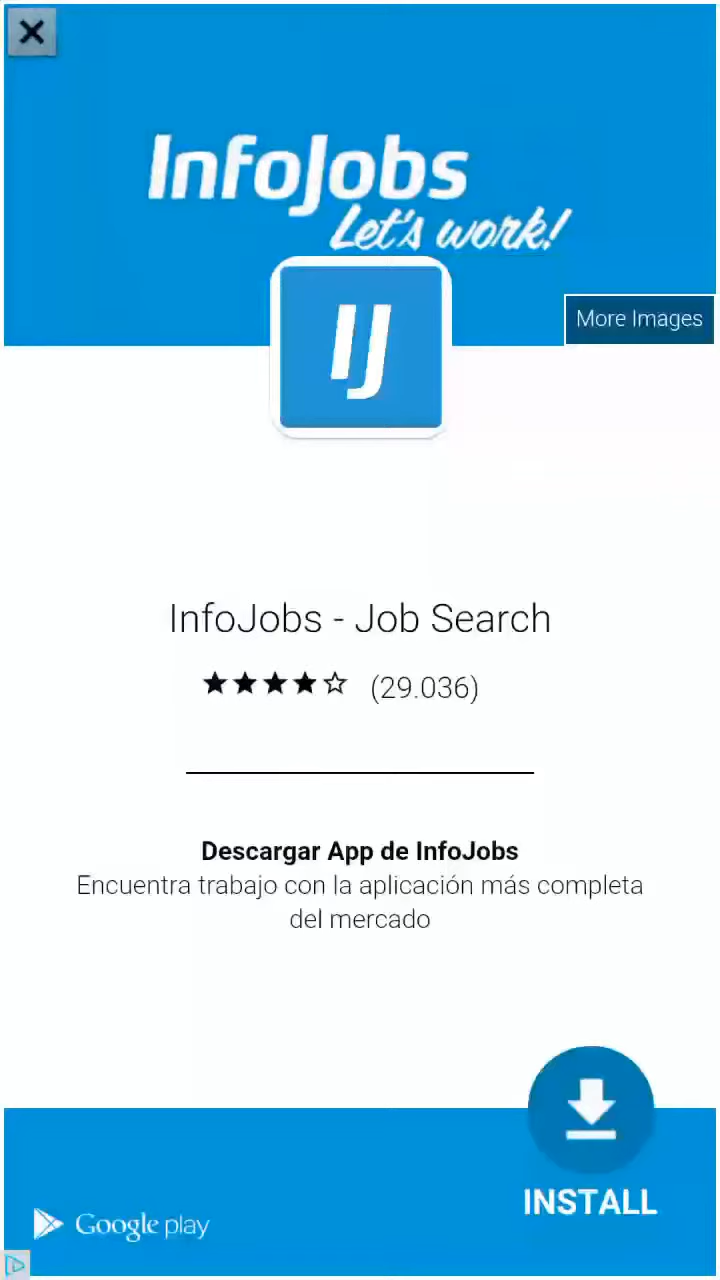 InfoJobs
Let's work!
IJ
More Images
InfoJobs - Job Search
(29.036)
Descargar App de InfoJobs
Encuentra trabajo con la aplicación más completa
del mercado
INSTALL
Google play